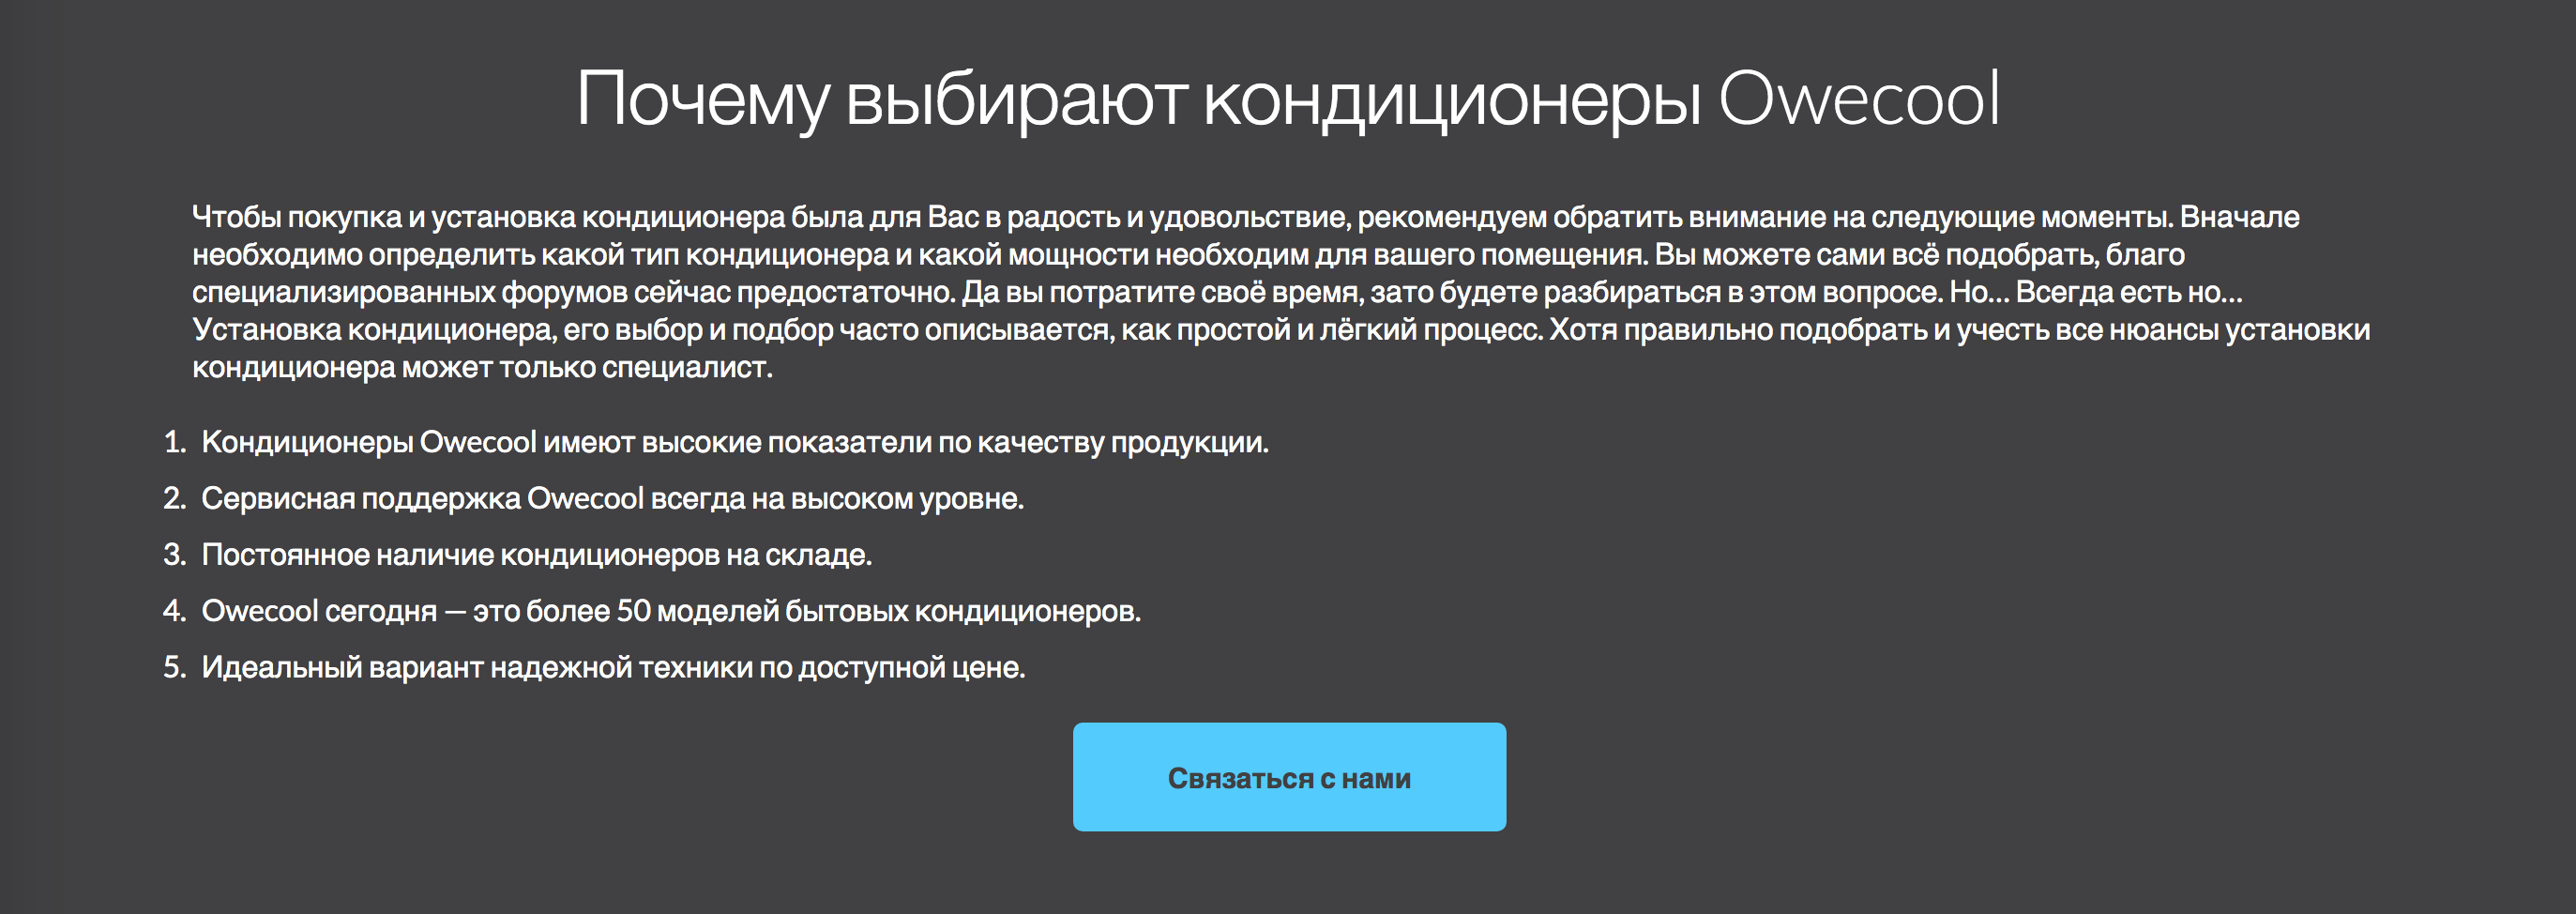 Почему выбирают кондиционеры Owecool
Чтобы покупка и установка кондиционера была для Вас в радость и удовольствие, рекомендуем обратить внимание на следующие моменты. Вначале
необходимо определить какой тип кондиционера и какой мощности необходим для вашего помещения. Вы можете сами всё подобрать, благо
специализированных форумов сейчас предостаточно. Да вы потратите своё время, зато будете разбираться в этом вопросе. Но... Всегда есть но...
Установка кондиционера, его выбор и подбор часто описывается, как простой и лёгкий процесс. Хотя правильно подобрать и учесть все нюансы установки
кондиционера может только специалист.
1. Кондиционеры Owecool имеют высокие показатели по качеству продукции.
2. Сервисная поддержка Owecool всегда на высоком уровне.
3. Постоянное наличие кондиционеров на складе.
4. Owecool сегодня — это более 50 моделей бытовых кондиционеров.
5. Идеальный вариант надежной техники по доступной цене.
Связаться с нами